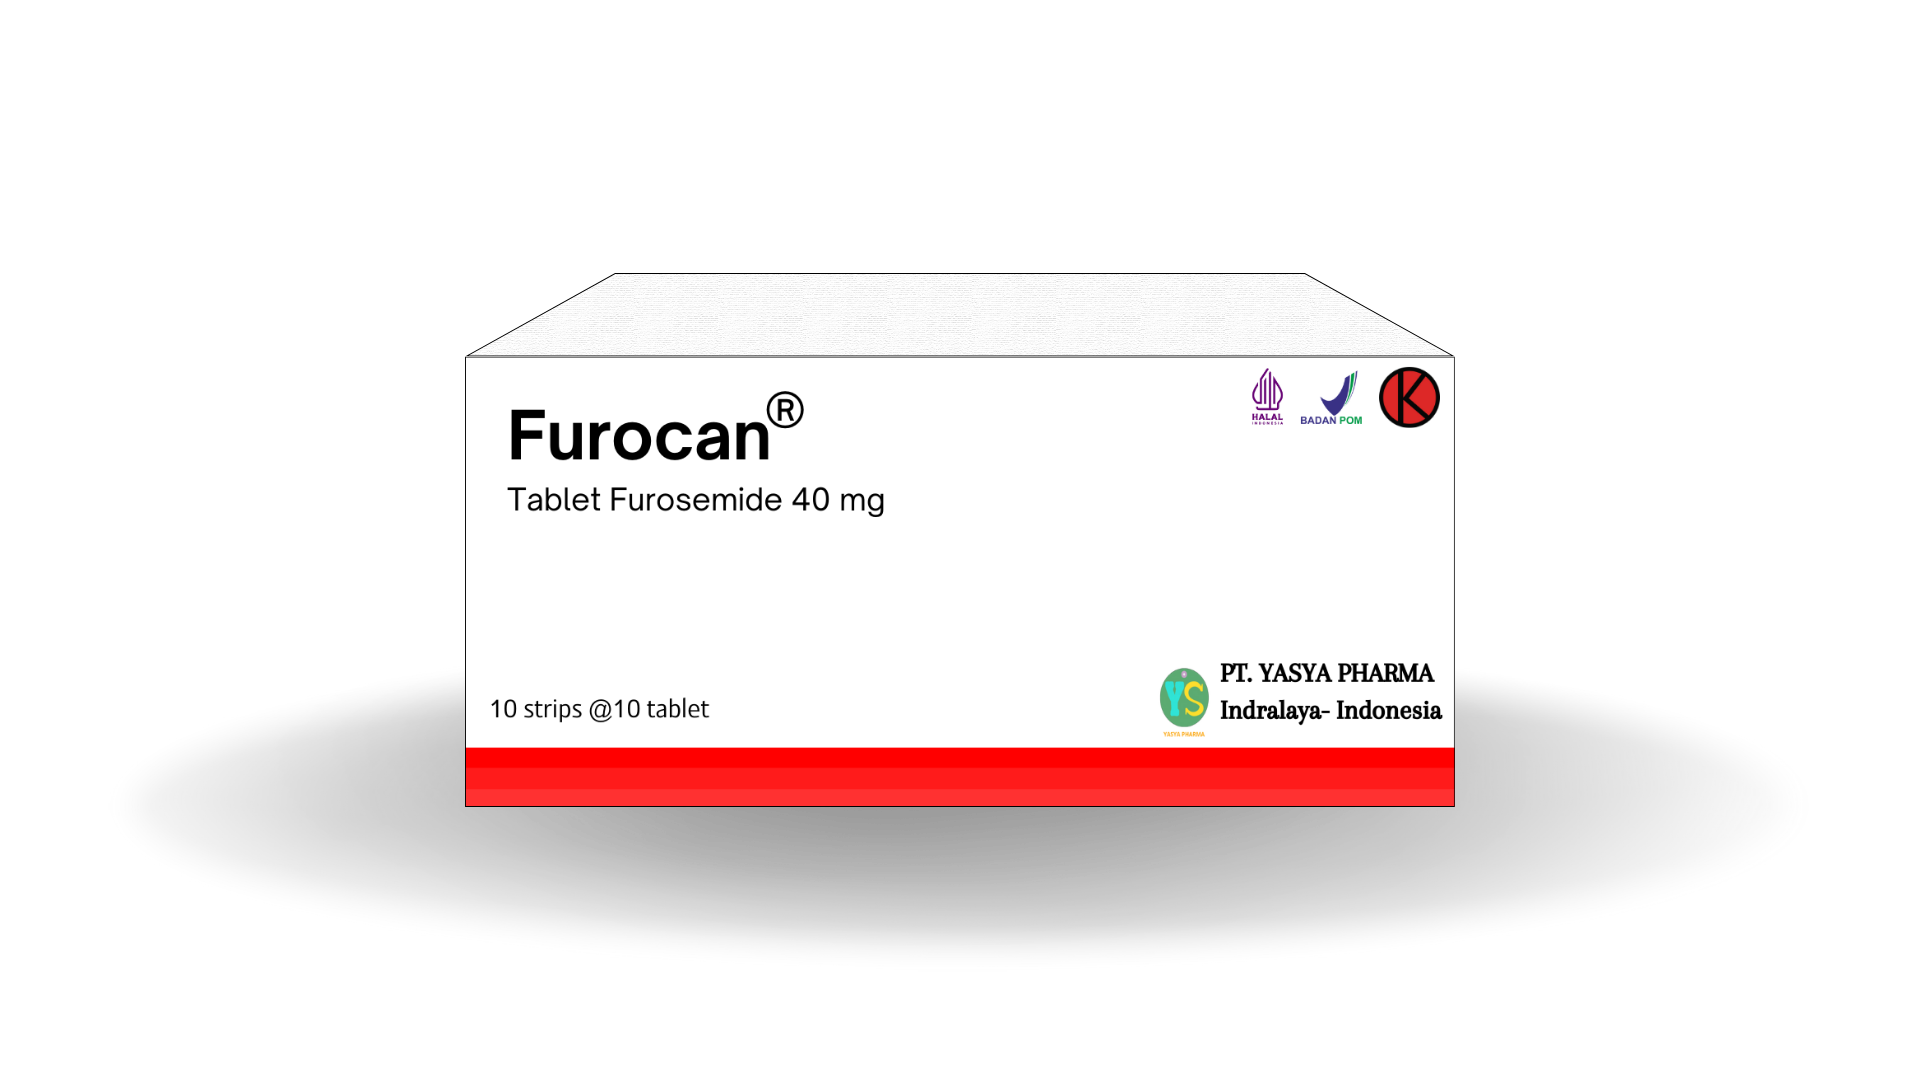 HALAL
INDONESIA
BADAN POM
K
Furocan®
Tablet Furosemide 40 mg
10 strips @10 tablet
YS
YASYA PHARMA
PT. YASYA PHARMA
Indralaya- Indonesia